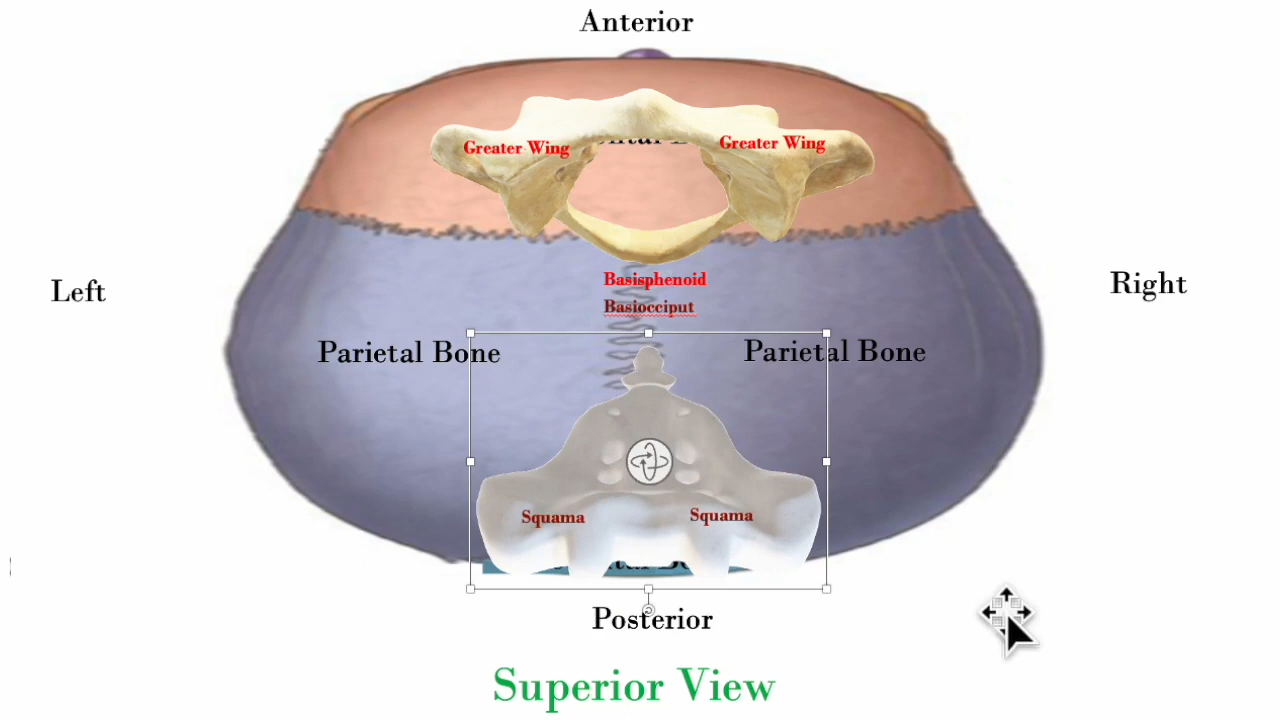 Anterior
Greater Wing
Greater Wing
Left
Right
Basisphenoid
Basiocciput
Parietal Bone
Parietal Bone
Squama
Squama
Posterior
Superior View